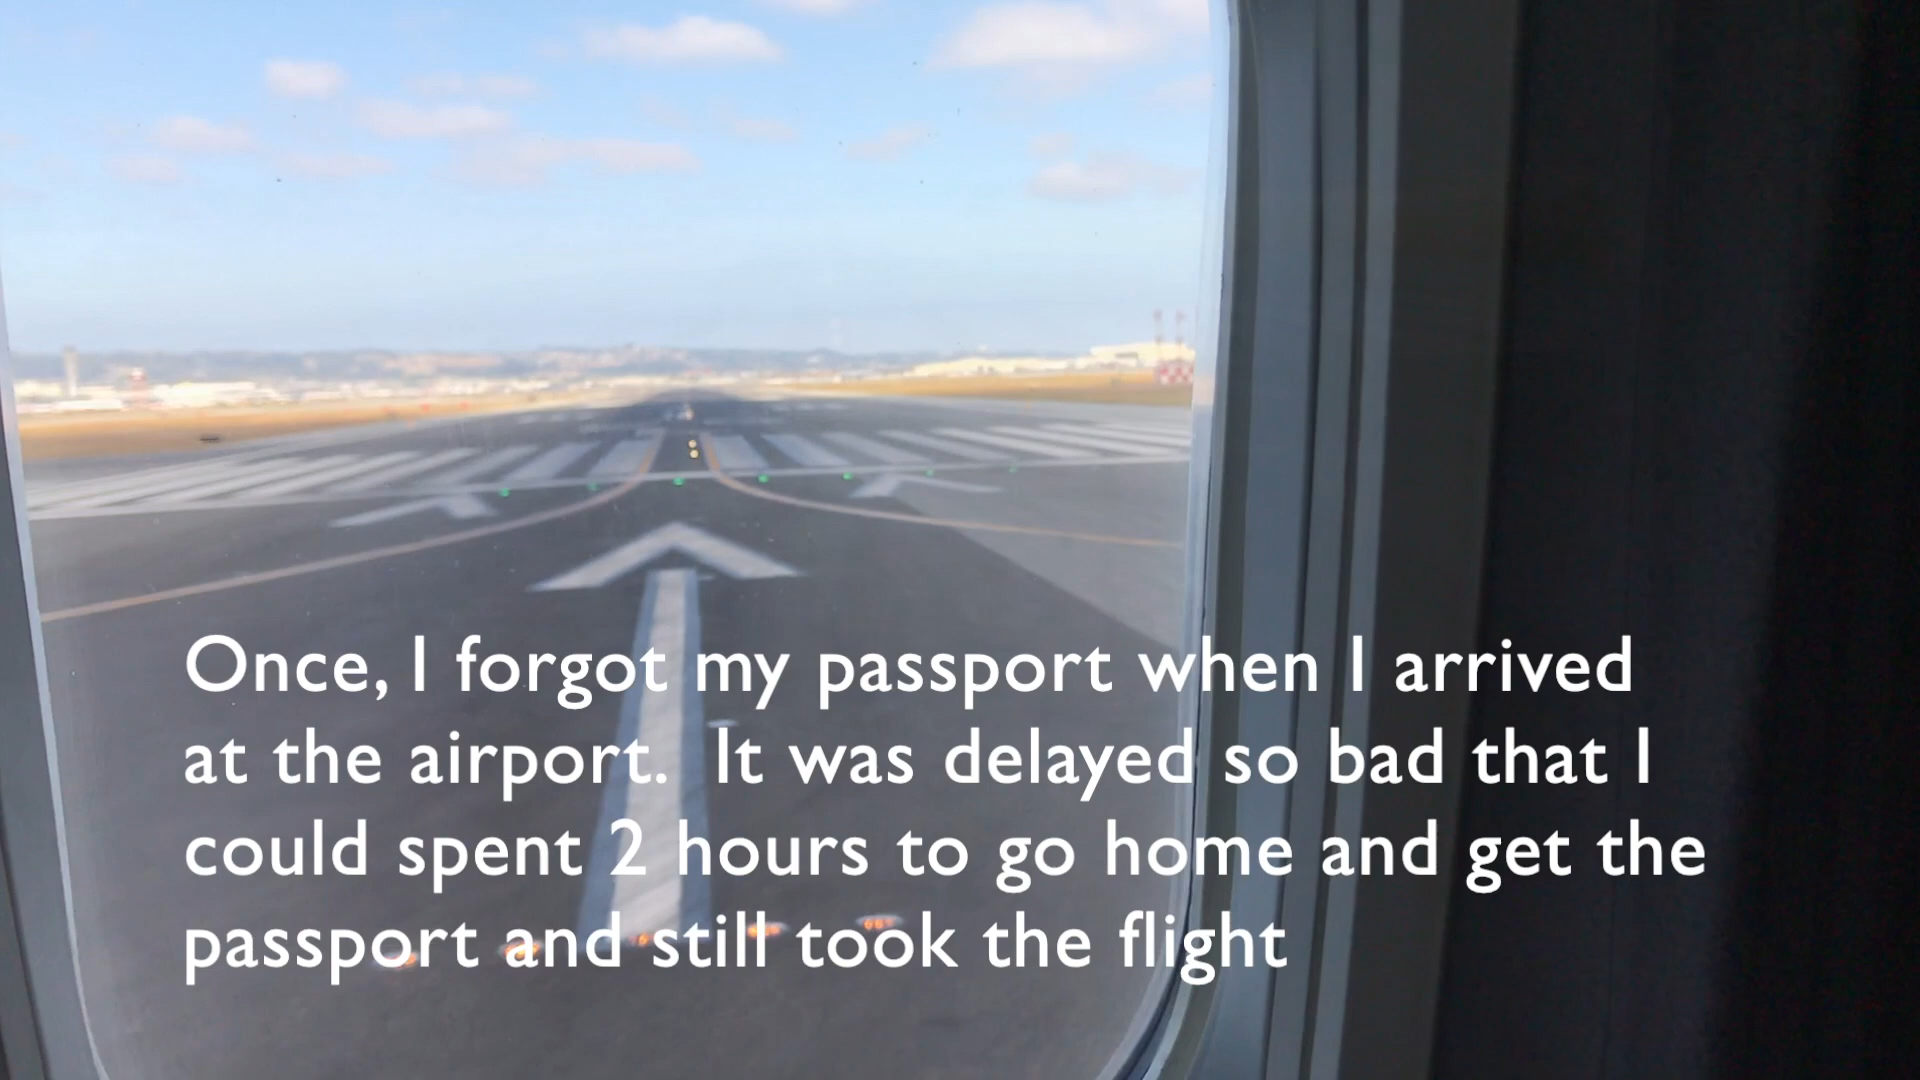 Once, I forgot my passport when I arrived
at the airport.  It was delayed so bad that I
could spent 2 hours to go home and get the
passport and still took the flight